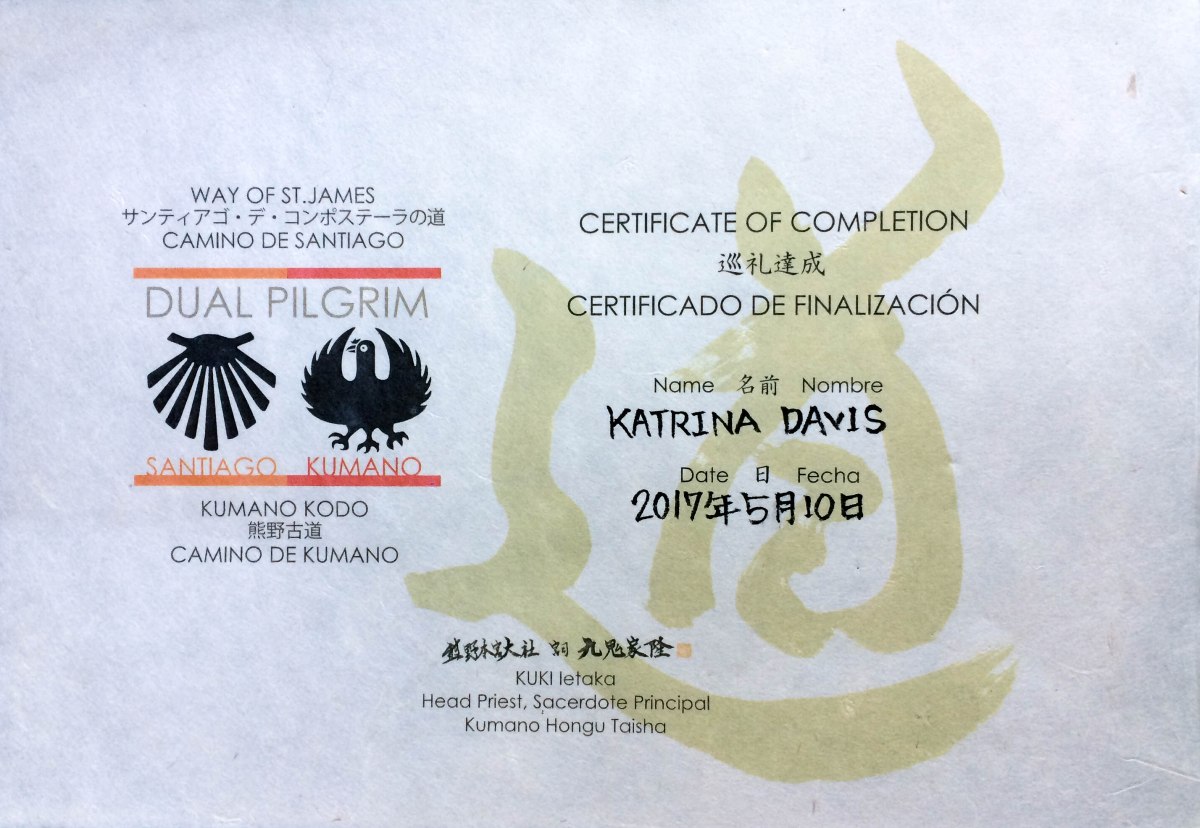 WAY OF ST.JAMES
サンティアゴ・デ・コンポステーラの道
CAMINO DE SANTIAGO
DUAL PILGRIM
SANTIAGO KUMANO
KUMANO KODO
熊野古道
CAMINO DE KUMANO
道
CERTIFICATE OF COMPLETION
巡礼達成
CERTIFICADO DE FINALIZACIÓN
Name 名前 Nombre
KATRINA DAVIS
Date 日 Fecha
2017年5月10日
熊野本宮大社 宮司 九鬼家隆
KUKI Ietaka
Head Priest, Sacerdote Principal
Kumano Hongu Taisha